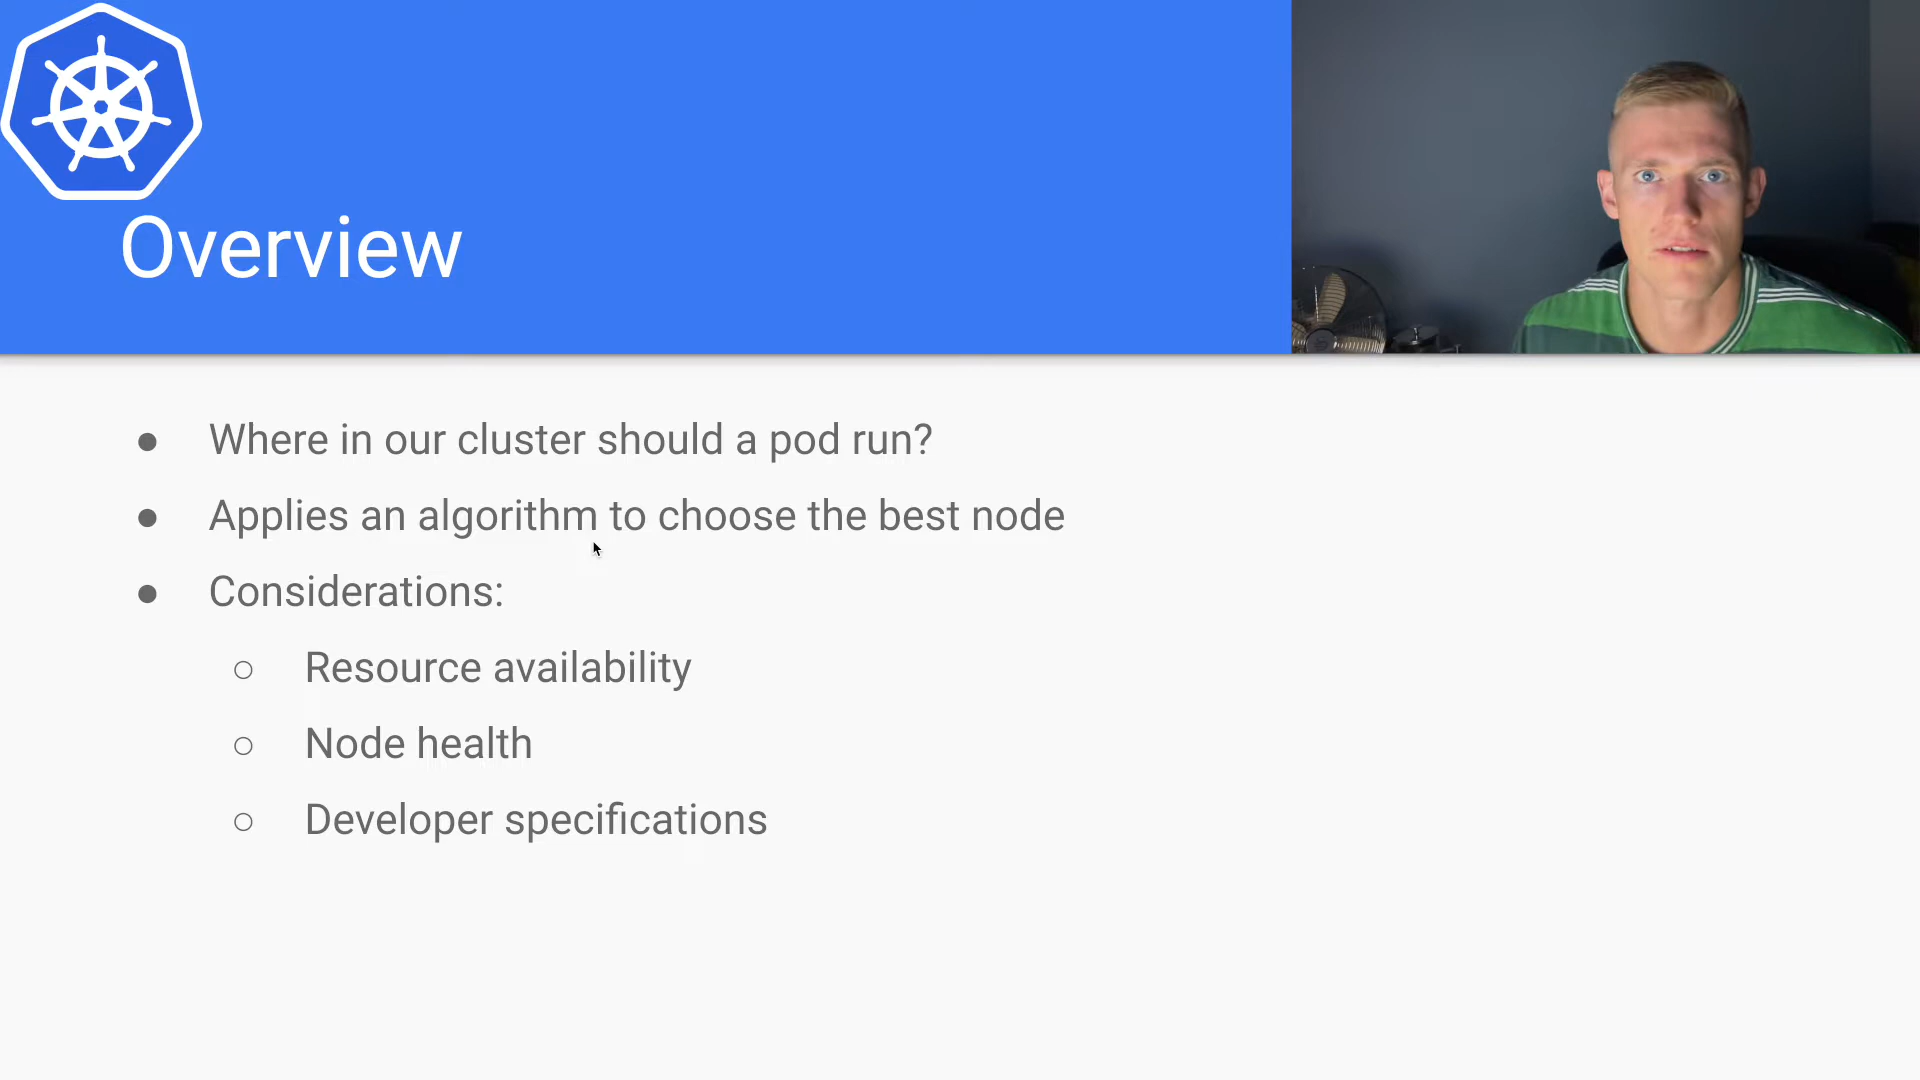 Overview
Where in our cluster should a pod run?
Applies an algorithm to choose the best node
Considerations:
Resource availability
Node health
Developer specifications